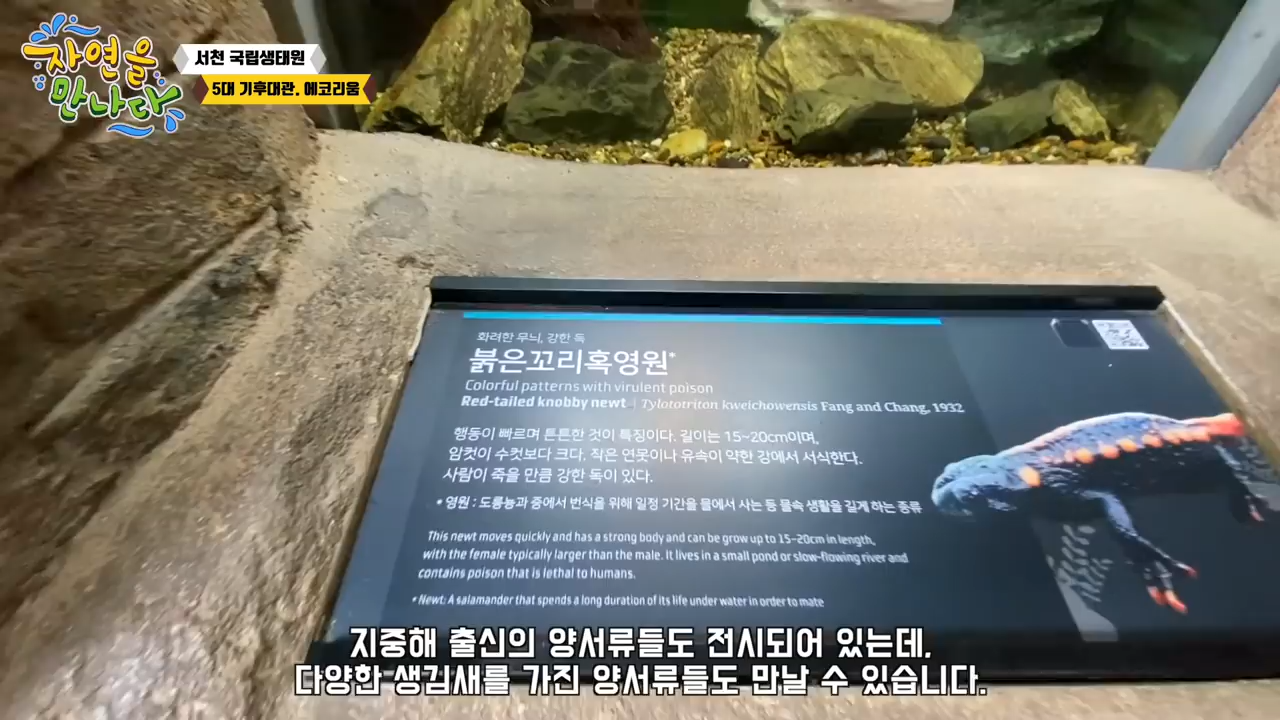 자연을
만나다
서천 국립생태원
5대 기후대관. 에코리움
화려한 무늬, 강한 독
붉은꼬리혹영원*
Colorful patterns with virulent poison
Red-tailed knobby newt | Tylototriton kweichowensis Fang and Chang, 1932
행동이 빠르며 튼튼한 것이 특징이다. 길이는 15~20cm이며,
암컷이 수컷보다 크다. 작은 연못이나 유속이 약한 강에서 서식한다.
사람이 죽을 만큼 강한 독이 있다.
* 영원 : 도롱뇽과 중에서 번식을 위해 일정 기간을 물에서 사는 등 물속 생활을 길게 하는 종류
This newt moves quickly and has a strong body and can be grow up to 15-20cm in length,
with the female typically larger than the male. It lives in a small pond or slow-flowing river and
contains poison that is lethal to humans.
* Newt: A salamander that spends a long duration of its life under water in order to mate
지중해 출신의 양서류들도 전시되어 있는데.
다양한 생김새를 가진 양서류들도 만날 수 있습니다.